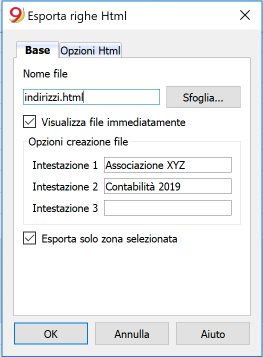 Esporta righe Html
Base Opzioni Html
Nome file
indirizzi.html Sfoglia...
Visualizza file immediatamente
Opzioni creazione file
Intestazione 1 Associazione XYZ
Intestazione 2 Contabilità 2019
Intestazione 3
Esporta solo zona selezionata
OK Annulla Aiuto